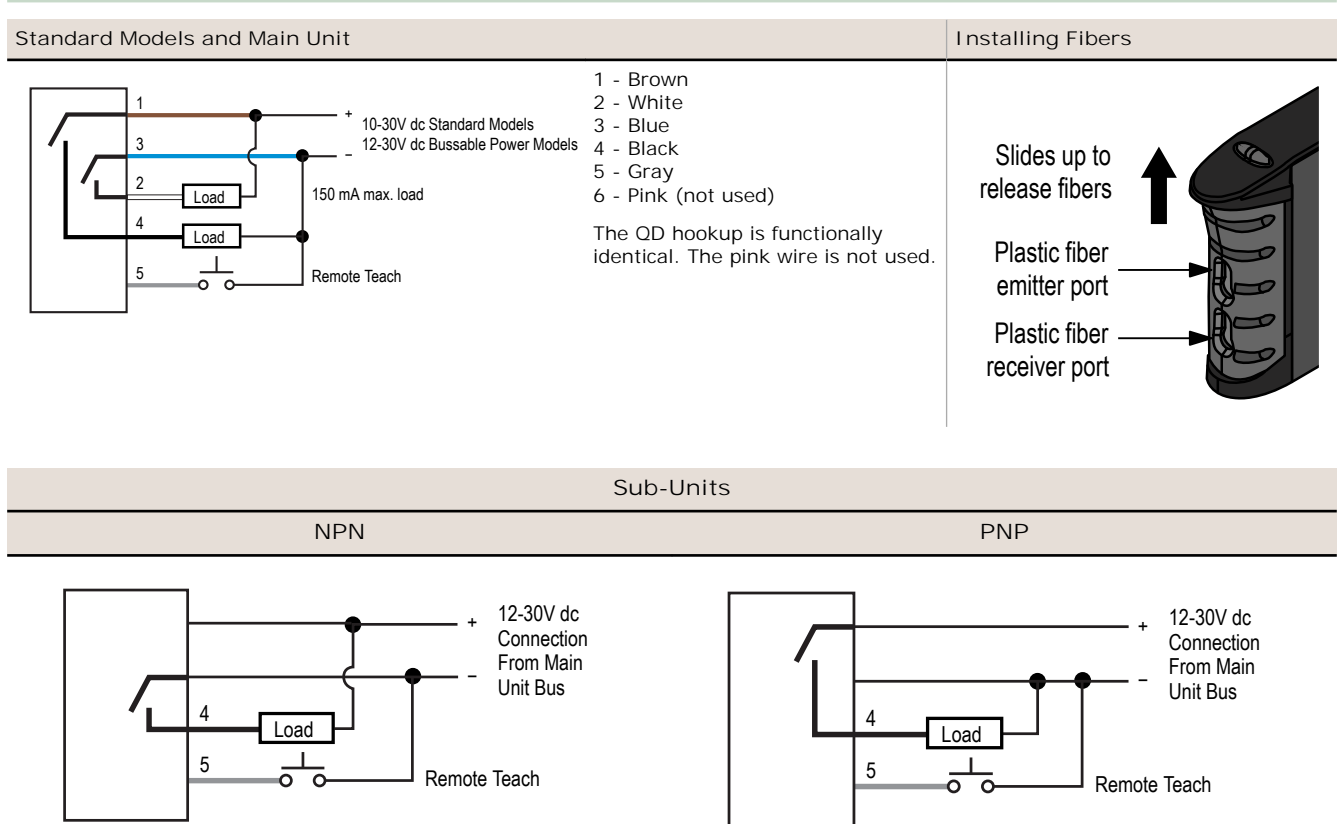 Standard Models and Main Unit
Installing Fibers
1
3
2
4
5
Load
Load
+
10-30V dc Standard Models
12-30V dc Bussable Power Models
–
150 mA max. load
Remote Teach
1 - Brown
2 - White
3 - Blue
4 - Black
5 - Gray
6 - Pink (not used)
The QD hookup is functionally
identical. The pink wire is not used.
Slides up to
release fibers
Plastic fiber
emitter port
Plastic fiber
receiver port
Sub-Units
NPN
PNP
+
–
12-30V dc
Connection
From Main
Unit Bus
4
Load
5
Remote Teach
+
–
12-30V dc
Connection
From Main
Unit Bus
4
Load
5
Remote Teach